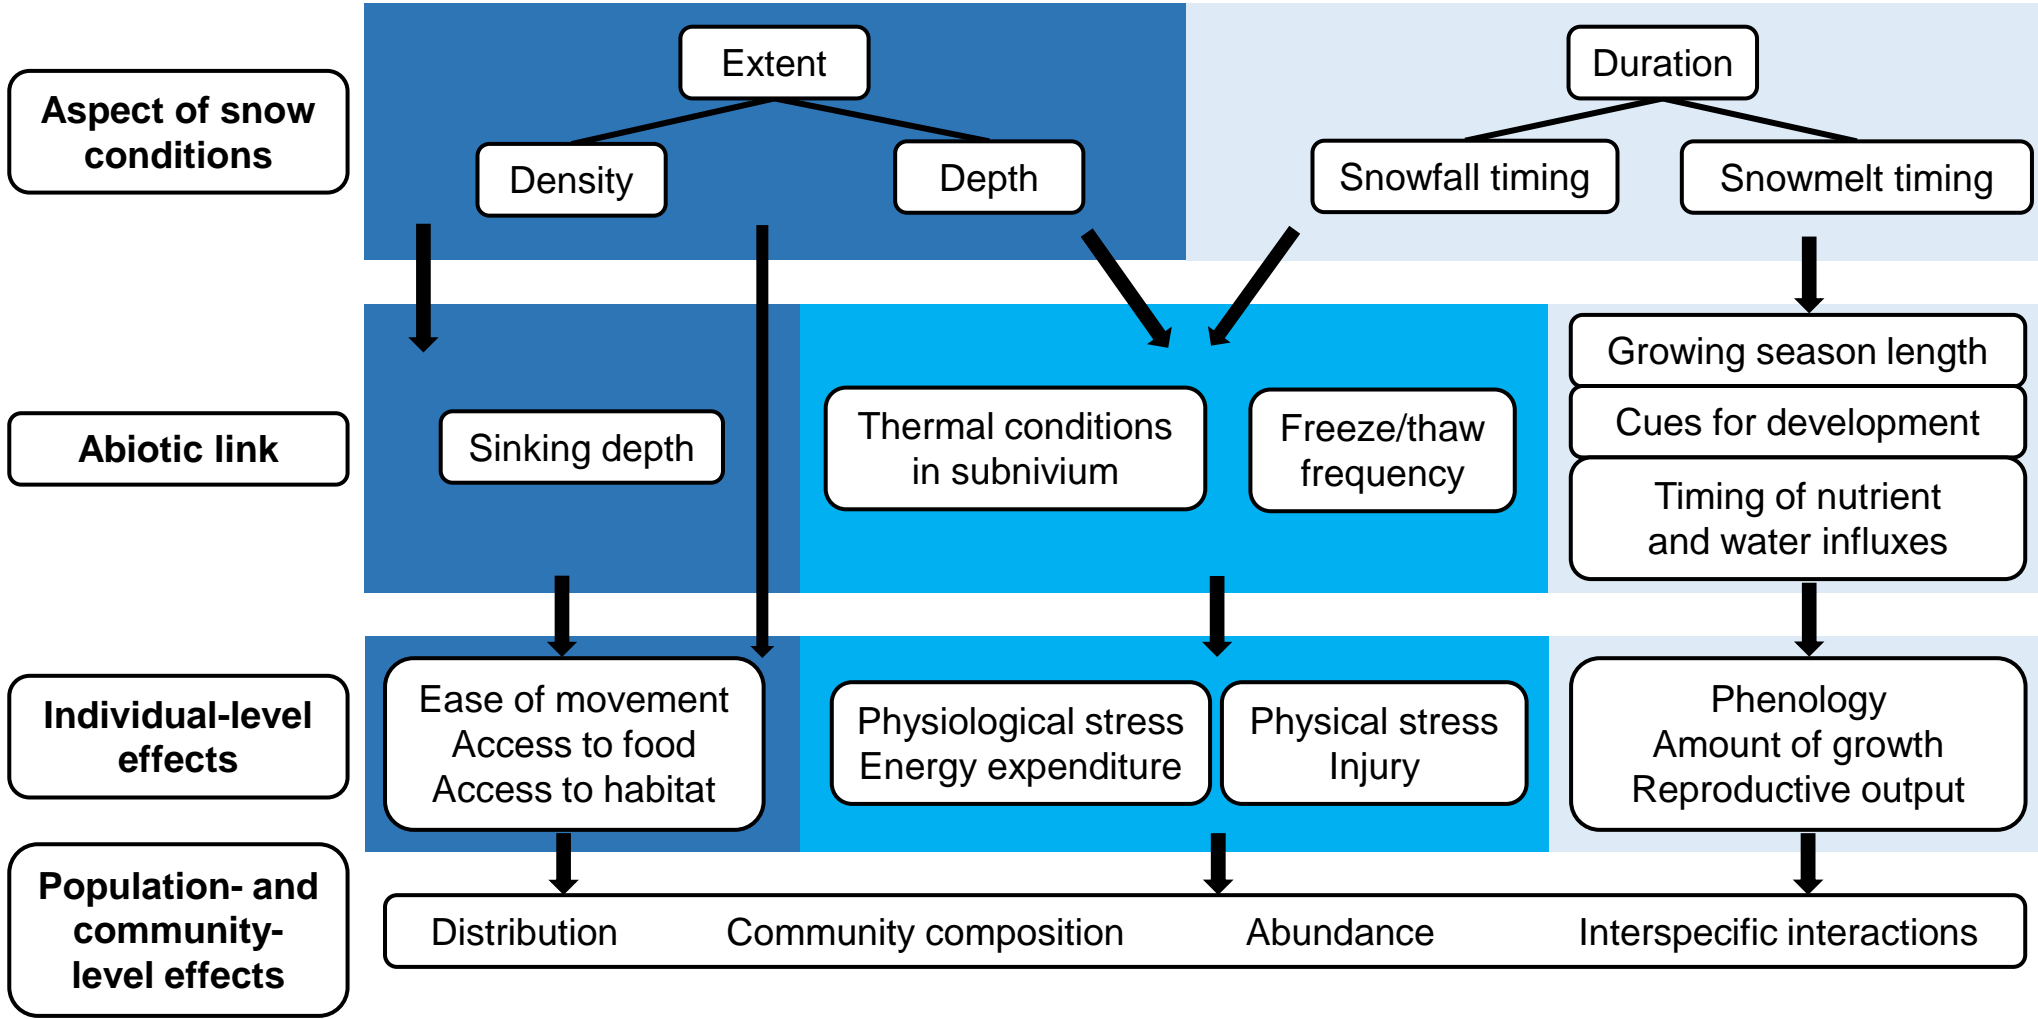 Extent
Duration
Aspect of snow
conditions
Density
Depth
Snowfall timing
Snowmelt timing
Abiotic link
Sinking depth
Thermal conditions
in subnivium
Freeze/thaw
frequency
Growing season length
Cues for development
Timing of nutrient
and water influxes
Individual-level
effects
Ease of movement
Access to food
Access to habitat
Physiological stress
Energy expenditure
Physical stress
Injury
Phenology
Amount of growth
Reproductive output
Population- and
community-
level effects
Distribution
Community composition
Abundance
Interspecific interactions